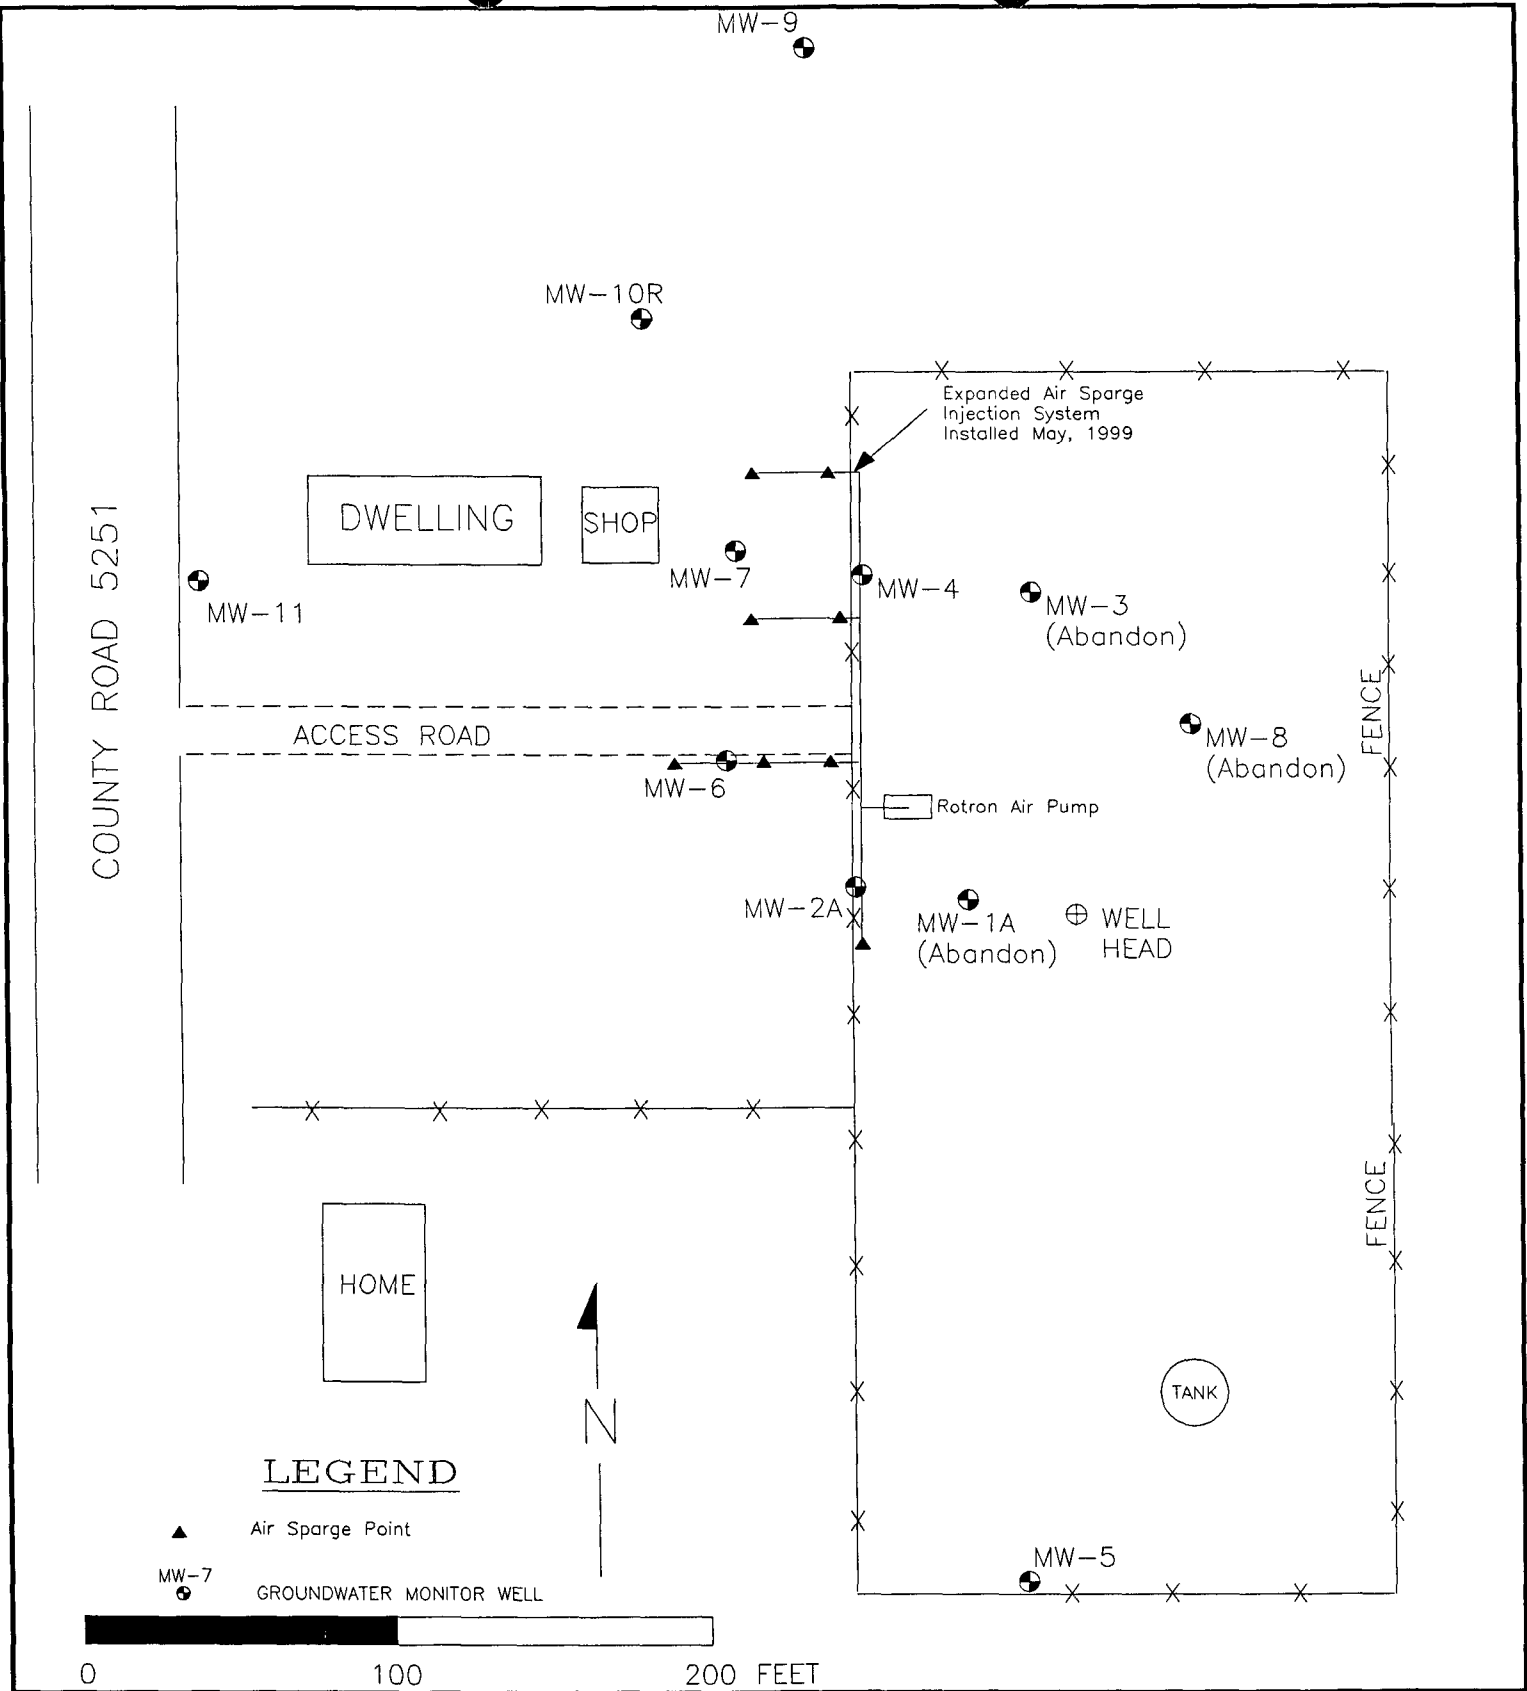 MW-9
MW-10R
Expanded Air Sparge
Injection System
Installed May, 1999
DWELLING
SHOP
MW-7
MW-4
MW-3
(Abandon)
MW-11
COUNTY ROAD 5251
ACCESS ROAD
FENCE
MW-8
(Abandon)
MW-6
Rotron Air Pump
MW-2A
MW-1A
(Abandon)
WELL
HEAD
FENCE
HOME
N
TANK
LEGEND
Air Sparge Point
MW-7
GROUNDWATER MONITOR WELL
MW-5
0 100 200 FEET